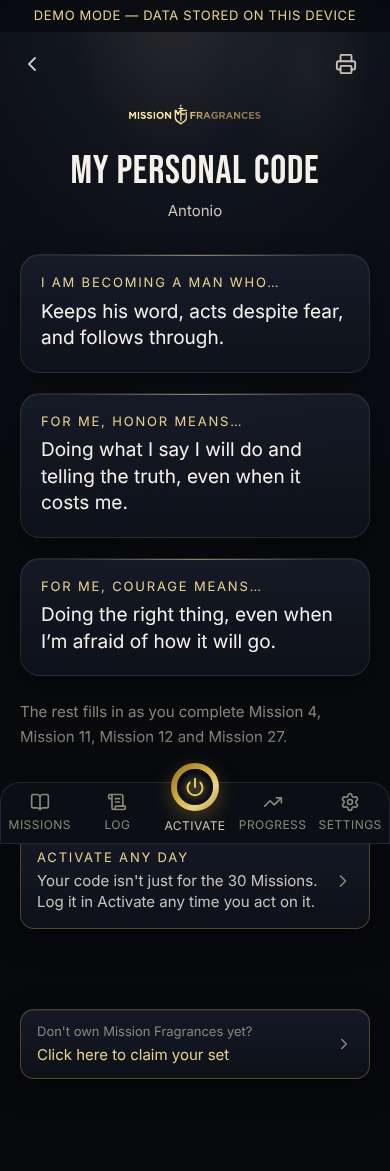 DEMO MODE — DATA STORED ON THIS DEVICE
MISSION FRAGRANCES
MY PERSONAL CODE
Antonio
I AM BECOMING A MAN WHO…
Keeps his word, acts despite fear,
and follows through.
FOR ME, HONOR MEANS…
Doing what I say I will do and
telling the truth, even when it
costs me.
FOR ME, COURAGE MEANS…
Doing the right thing, even when
I’m afraid of how it will go.
The rest fills in as you complete Mission 4,
Mission 11, Mission 12 and Mission 27.
MISSIONS LOG ACTIVATE PROGRESS SETTINGS
ACTIVATE ANY DAY
Your code isn't just for the 30 Missions.
Log it in Activate any time you act on it.
Don't own Mission Fragrances yet?
Click here to claim your set